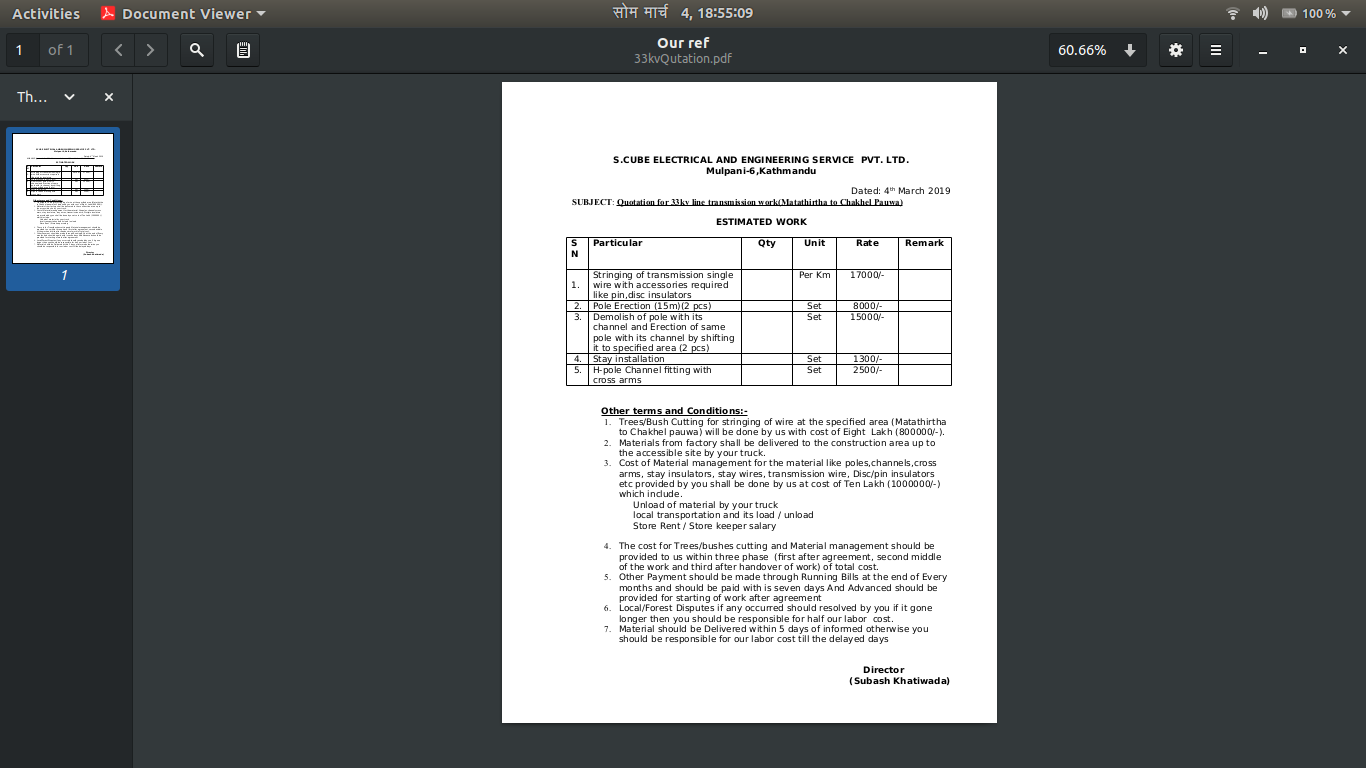 Activities
Document Viewer
सोम मार्च 4, 18:55:09
100 %
1 of 1
Our ref
33kvQutation.pdf
60.66%
Th...
1
S.CUBE ELECTRICAL AND ENGINEERING SERVICE PVT. LTD.
Mulpani-6,Kathmandu
Dated: 4th March 2019
SUBJECT: Quotation for 33kv line transmission work(Matathirtha to Chakhel Pauwa)
ESTIMATED WORK
S N Particular Qty Unit Rate Remark
1. Stringing of transmission single Per Km 17000/-
wire with accessories required
like pin,disc insulators
2. Pole Erection (15m)(2 pcs) Set 8000/-
3. Demolish of pole with its Set 15000/-
channel and Erection of same
pole with its channel by shifting
it to specified area (2 pcs)
4. Stay installation Set 1300/-
5. H-pole Channel fitting with Set 2500/-
cross arms
Other terms and Conditions:-
1. Trees/Bush Cutting for stringing of wire at the specified area (Matathirtha
to Chakhel pauwa) will be done by us with cost of Eight Lakh (800000/-).
2. Materials from factory shall be delivered to the construction area up to
the accessible site by your truck.
3. Cost of Material management for the material like poles,channels,cross
arms, stay insulators, stay wires, transmission wire, Disc/pin insulators
etc provided by you shall be done by us at cost of Ten Lakh (1000000/-)
which include.
Unload of material by your truck
local transportation and its load / unload
Store Rent / Store keeper salary
4. The cost for Trees/bushes cutting and Material management should be
provided to us within three phase (first after agreement, second middle
of the work and third after handover of work) of total cost.
5. Other Payment should be made through Running Bills at the end of Every
months and should be paid with is seven days And Advanced should be
provided for starting of work after agreement
6. Local/Forest Disputes if any occurred should resolved by you if it gone
longer then you should be responsible for half our labor cost.
7. Material should be Delivered within 5 days of informed otherwise you
should be responsible for our labor cost till the delayed days
Director
(Subash Khatiwada)